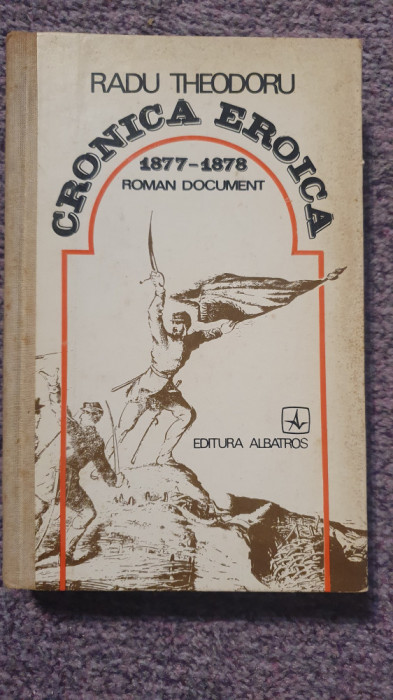 RADU THEODORU
CRONICA EROICA
1877-1878
ROMAN DOCUMENT
EDITURA ALBATROS